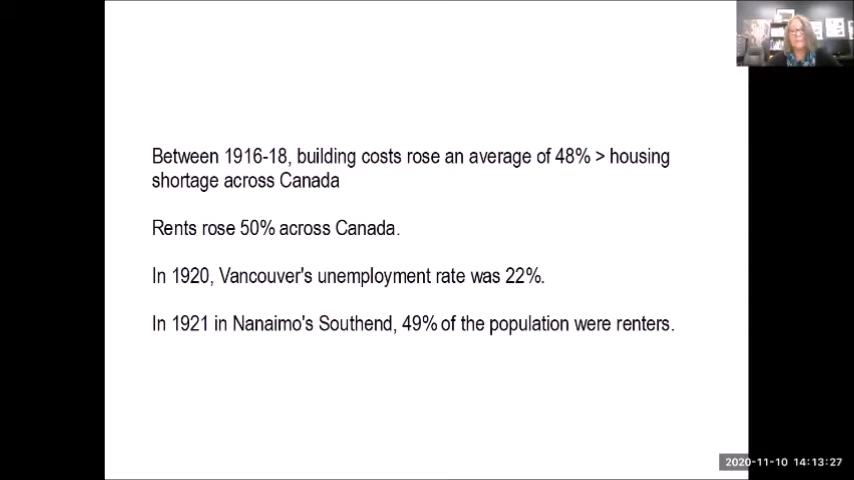 Between 1916-18, building costs rose an average of 48% > housing
shortage across Canada
Rents rose 50% across Canada.
In 1920, Vancouver's unemployment rate was 22%.
In 1921 in Nanaimo's Southend, 49% of the population were renters.
2020-11-10 14:13:27